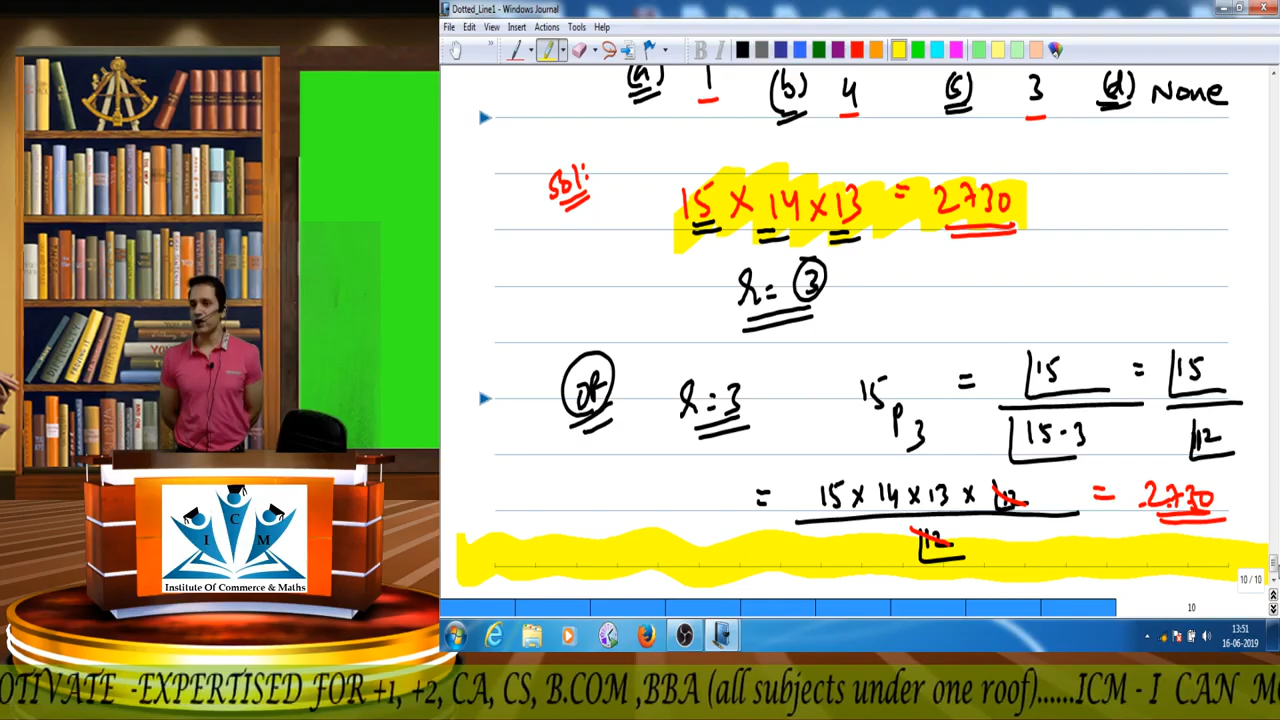 Dotted_Line1 - Windows Journal
File Edit View Insert Actions Tools Help
(a) 1 (b) 4 (c) 3 (d) None
Sol:
15 × 14 × 13 = 2730
r = 3
OR r = 3 15P3 = |15 / |15-3 = |15 / |12
= 15 × 14 × 13 × |12 / |12 = 2730
10 / 10
10
C
I M
Institute Of Commerce & Maths
13:51
16-06-2019
OTIVATE -EXPERTISED FOR +1, +2, CA, CS, B.COM ,BBA (all subjects under one roof)......ICM - I CAN M